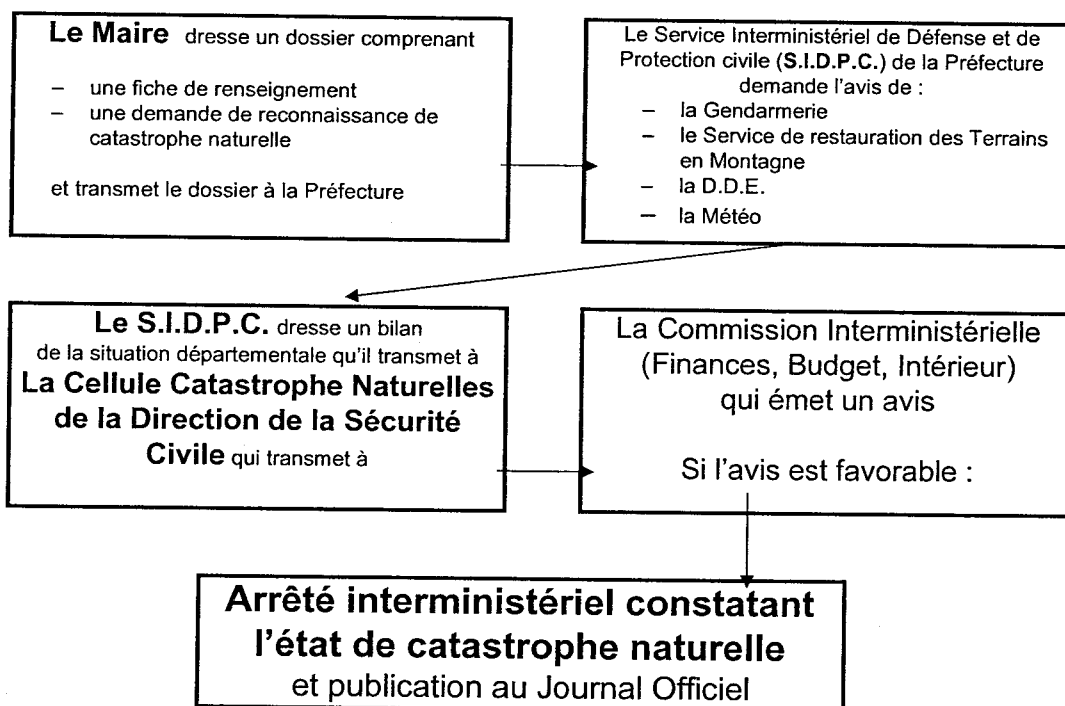 Le Maire dresse un dossier comprenant
– une fiche de renseignement
– une demande de reconnaissance de
catastrophe naturelle
et transmet le dossier à la Préfecture
Le Service Interministériel de Défense et de
Protection civile (S.I.D.P.C.) de la Préfecture
demande l'avis de :
– la Gendarmerie
– le Service de restauration des Terrains
en Montagne
– la D.D.E.
– la Météo
Le S.I.D.P.C. dresse un bilan
de la situation départementale qu'il transmet à
La Cellule Catastrophe Naturelles
de la Direction de la Sécurité
Civile qui transmet à
La Commission Interministérielle
(Finances, Budget, Intérieur)
qui émet un avis
Si l'avis est favorable :
Arrêté interministériel constatant
l'état de catastrophe naturelle
et publication au Journal Officiel